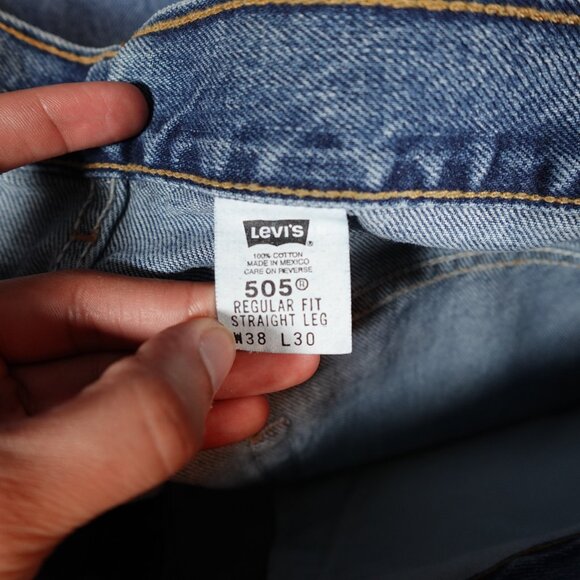 LEVI'S ®
100% COTTON
MADE IN MEXICO
CARE ON REVERSE
505®
REGULAR FIT
STRAIGHT LEG
W38 L30